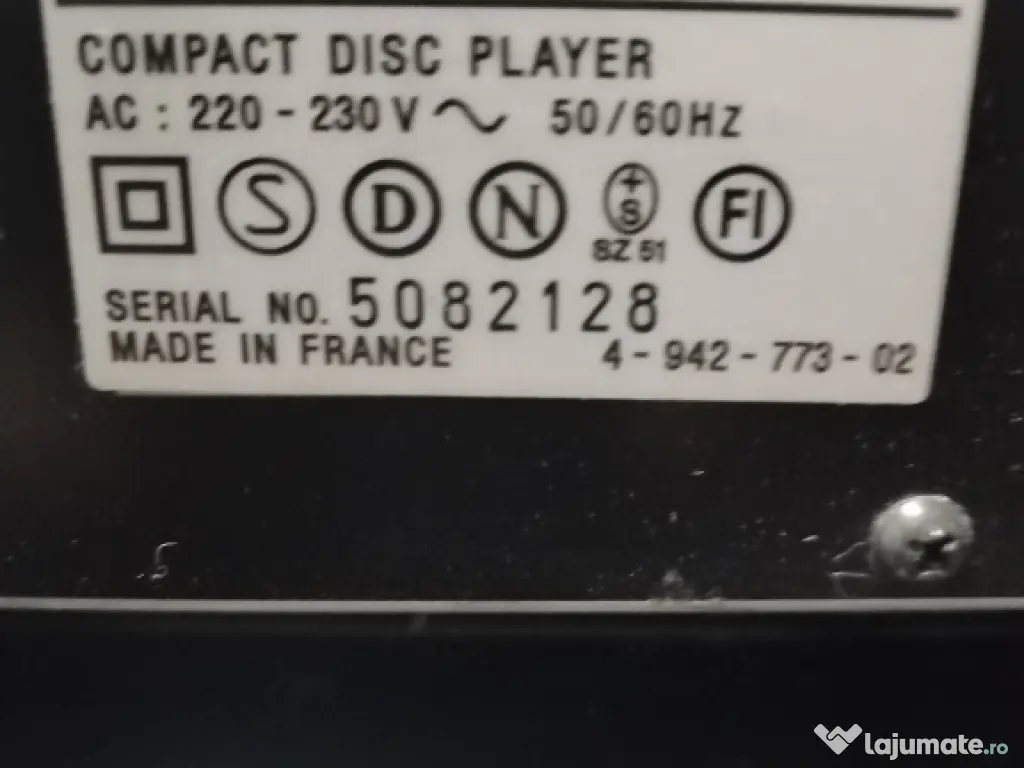 COMPACT DISC PLAYER
AC : 220 - 230 V ~ 50/60HZ
S D N +S FI
SZ 51
SERIAL NO. 5082128
MADE IN FRANCE 4-942-773-02
lajumate.ro